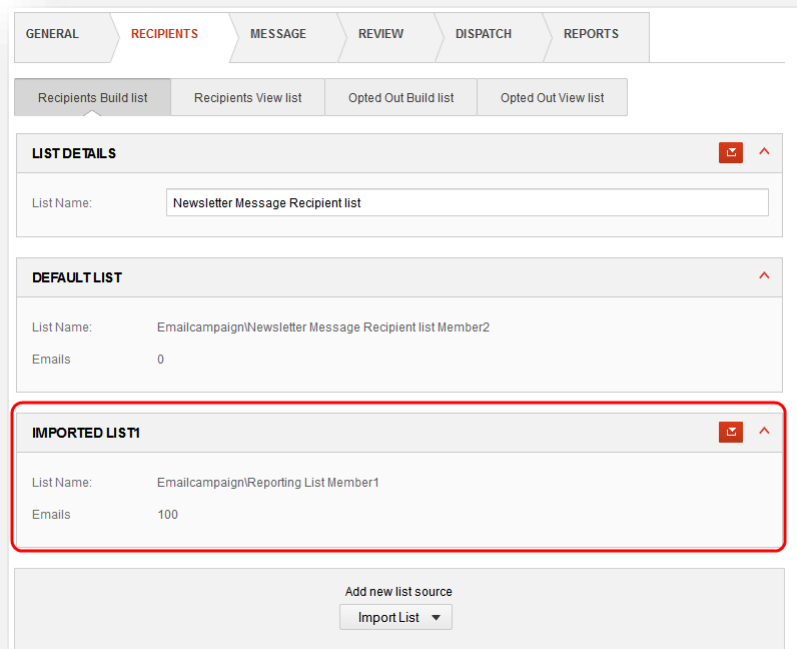 GENERAL RECIPIENTS MESSAGE REVIEW DISPATCH REPORTS
Recipients Build list Recipients View list Opted Out Build list Opted Out View list
LIST DETAILS
List Name: Newsletter Message Recipient list
DEFAULT LIST
List Name: Emailcampaign\Newsletter Message Recipient list Member2
Emails 0
IMPORTED LIST1
List Name: Emailcampaign\Reporting List Member1
Emails 100
Add new list source
Import List